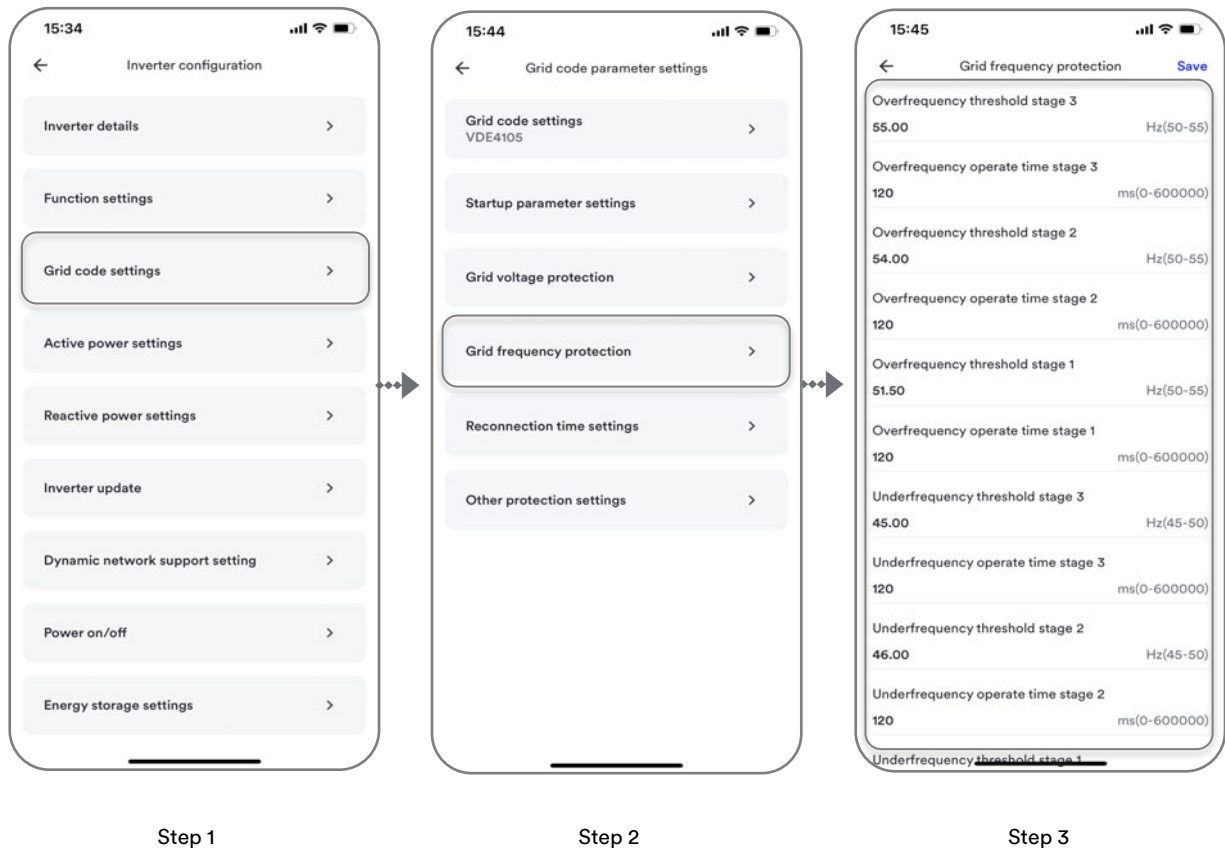 15:34
Inverter configuration
Inverter details
Function settings
Grid code settings
Active power settings
Reactive power settings
Inverter update
Dynamic network support setting
Power on/off
Energy storage settings
Step 1
15:44
Grid code parameter settings
Grid code settings
VDE4105
Startup parameter settings
Grid voltage protection
Grid frequency protection
Reconnection time settings
Other protection settings
Step 2
15:45
Grid frequency protection Save
Overfrequency threshold stage 3
55.00 Hz(50-55)
Overfrequency operate time stage 3
120 ms(0-600000)
Overfrequency threshold stage 2
54.00 Hz(50-55)
Overfrequency operate time stage 2
120 ms(0-600000)
Overfrequency threshold stage 1
51.50 Hz(50-55)
Overfrequency operate time stage 1
120 ms(0-600000)
Underfrequency threshold stage 3
45.00 Hz(45-50)
Underfrequency operate time stage 3
120 ms(0-600000)
Underfrequency threshold stage 2
46.00 Hz(45-50)
Underfrequency operate time stage 2
120 ms(0-600000)
Underfrequency threshold stage 1
Step 3